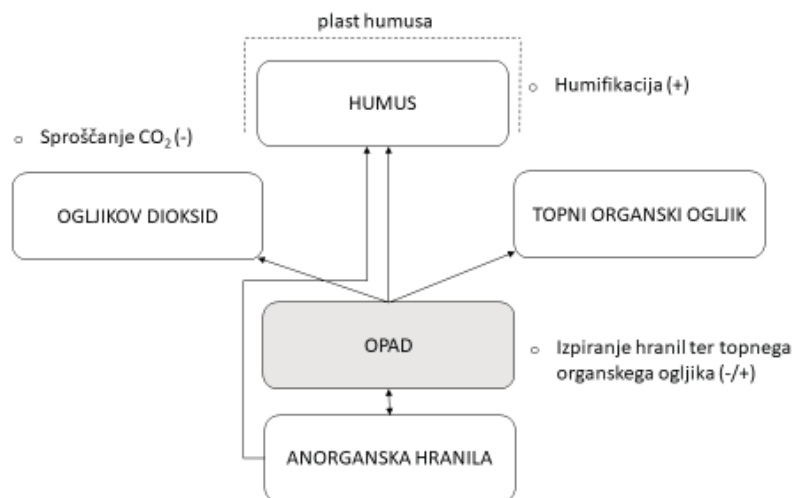 plast humusa
HUMUS
○ Humifikacija (+)
○ Sproščanje CO₂ (-)
OGLJIKOV DIOKSID
TOPNI ORGANSKI OGLJIK
OPAD
○ Izpiranje hranil ter topnega
organskega ogljika (-/+)
ANORGANSKA HRANILA